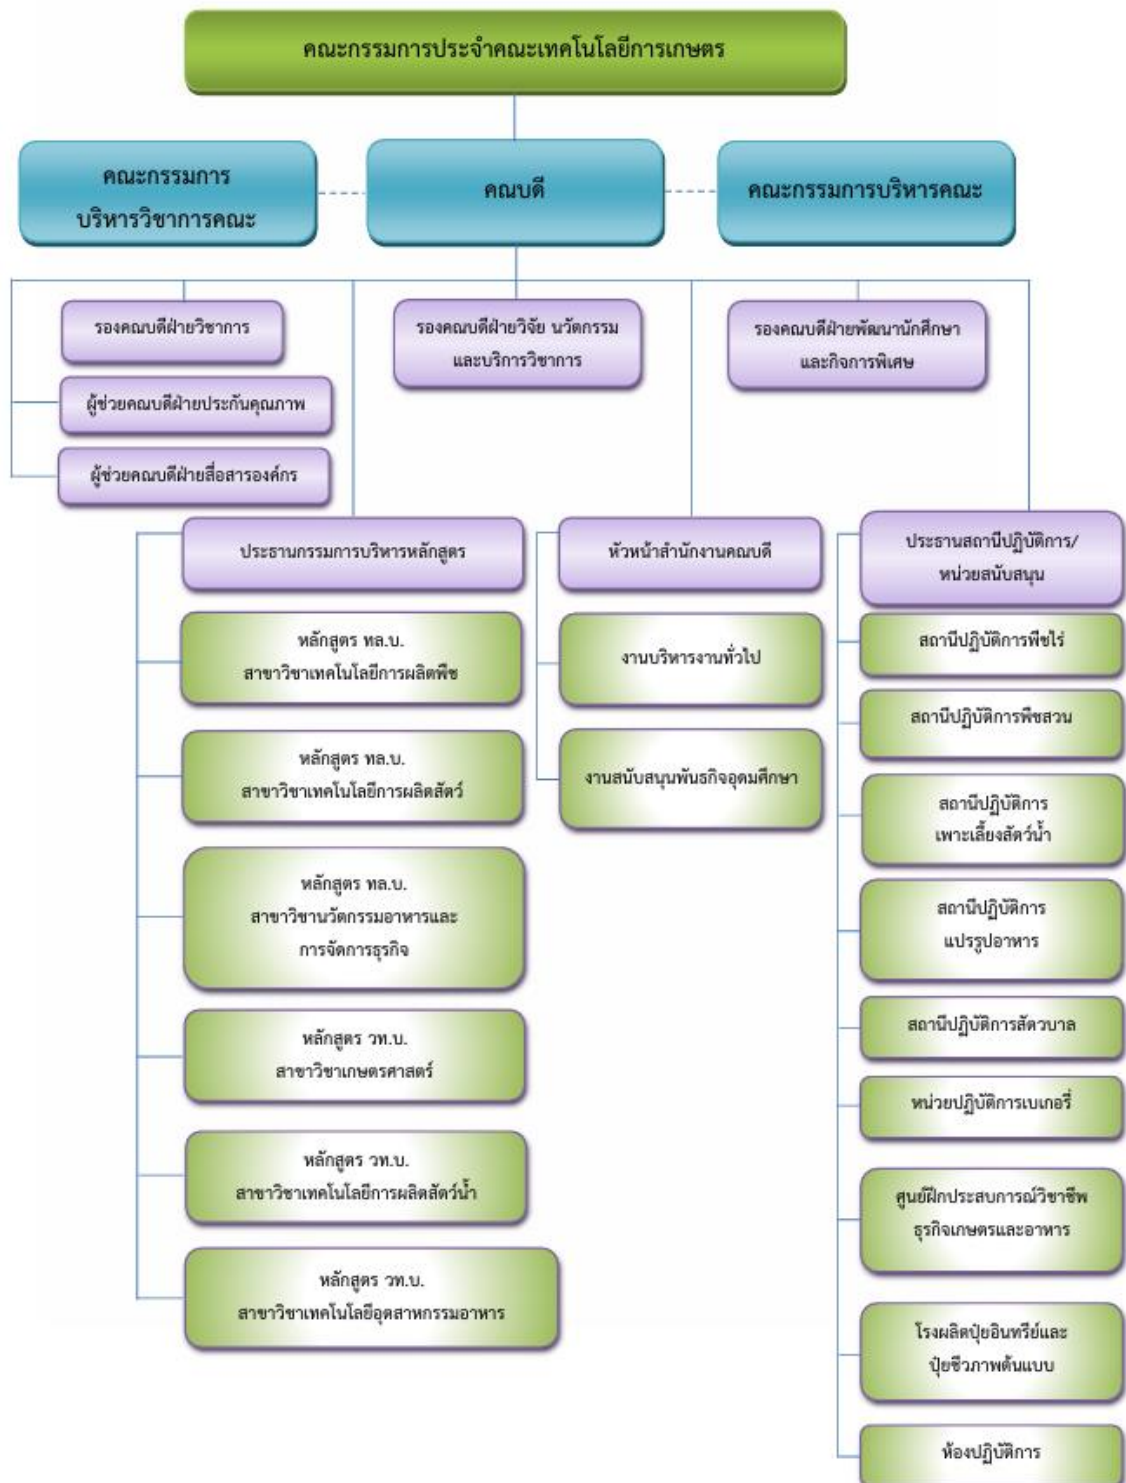 คณะกรรมการประจำคณะเทคโนโลยีการเกษตร
คณะกรรมการ
บริหารวิชาการคณะ
คณบดี
คณะกรรมการบริหารคณะ
รองคณบดีฝ่ายวิชาการ
รองคณบดีฝ่ายวิจัย นวัตกรรม
และบริการวิชาการ
รองคณบดีฝ่ายพัฒนานักศึกษา
และกิจการพิเศษ
ผู้ช่วยคณบดีฝ่ายประกันคุณภาพ
ผู้ช่วยคณบดีฝ่ายสื่อสารองค์กร
ประธานกรรมการบริหารหลักสูตร
หลักสูตร ทล.บ.
สาขาวิชาเทคโนโลยีการผลิตพืช
หลักสูตร ทล.บ.
สาขาวิชาเทคโนโลยีการผลิตสัตว์
หลักสูตร ทล.บ.
สาขาวิชานวัตกรรมอาหารและ
การจัดการธุรกิจ
หลักสูตร วท.บ.
สาขาวิชาเกษตรศาสตร์
หลักสูตร วท.บ.
สาขาวิชาเทคโนโลยีการผลิตสัตว์น้ำ
หลักสูตร วท.บ.
สาขาวิชาเทคโนโลยีอุตสาหกรรมอาหาร
หัวหน้าสำนักงานคณบดี
งานบริหารงานทั่วไป
งานสนับสนุนพันธกิจอุดมศึกษา
ประธานสถานีปฏิบัติการ/
หน่วยสนับสนุน
สถานีปฏิบัติการพืชไร่
สถานีปฏิบัติการพืชสวน
สถานีปฏิบัติการ
เพาะเลี้ยงสัตว์น้ำ
สถานีปฏิบัติการ
แปรรูปอาหาร
สถานีปฏิบัติการสัตวบาล
หน่วยปฏิบัติการเบเกอรี่
ศูนย์ฝึกประสบการณ์วิชาชีพ
ธุรกิจเกษตรและอาหาร
โรงผลิตปุ๋ยอินทรีย์และ
ปุ๋ยชีวภาพต้นแบบ
ห้องปฏิบัติการ